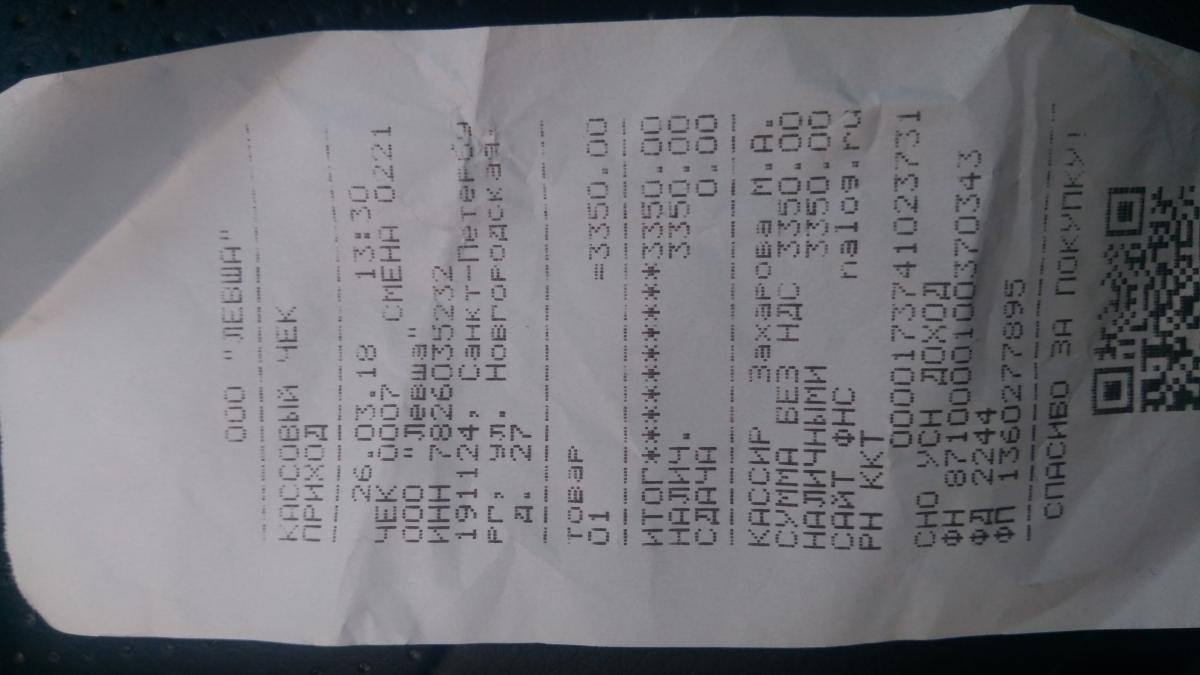 ООО "ЛЕВША"
КАССОВЫЙ ЧЕК
ПРИХОД
26.03.18 13:30
ЧЕК 0007 СМЕНА 0221
ООО "Левша"
ИНН 7826035232
191124, Санкт-Петербу
рг, ул. Новгородская.
д. 27
товар
01 =3350.00
ИТОГ**********3350.00
НАЛИЧ. 3350.00
СДАЧА 0.00
КАССИР Захарова М.А.
СУММА БЕЗ НДС 3350.00
НАЛИЧНЫМИ 3350.00
САЙТ ФНС nalog.ru
РН ККТ
0000173741023731
СНО УСН ДОХОД
ФН 8710000100370343
ФД 2244
ФП 1360277895
СПАСИБО ЗА ПОКУПКУ!